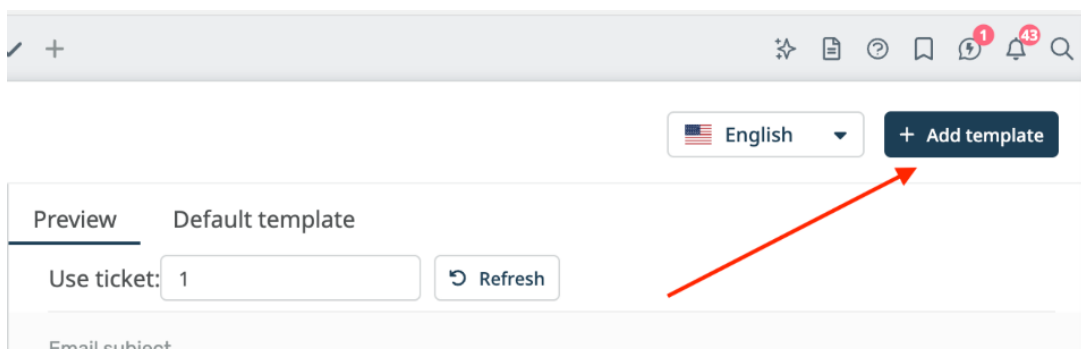 1 43
English + Add template
Preview Default template
Use ticket: 1 Refresh
Email subject